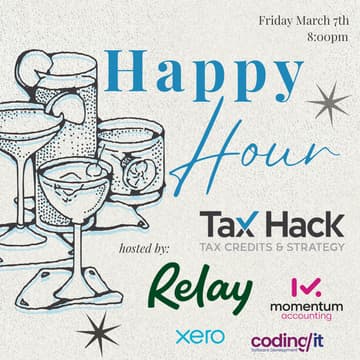 Friday March 7th
8:00pm
Happy
Hour
Tax Hack
TAX CREDITS & STRATEGY
hosted by:
Relay
momentum
accounting
xero
coding/it
Software Development